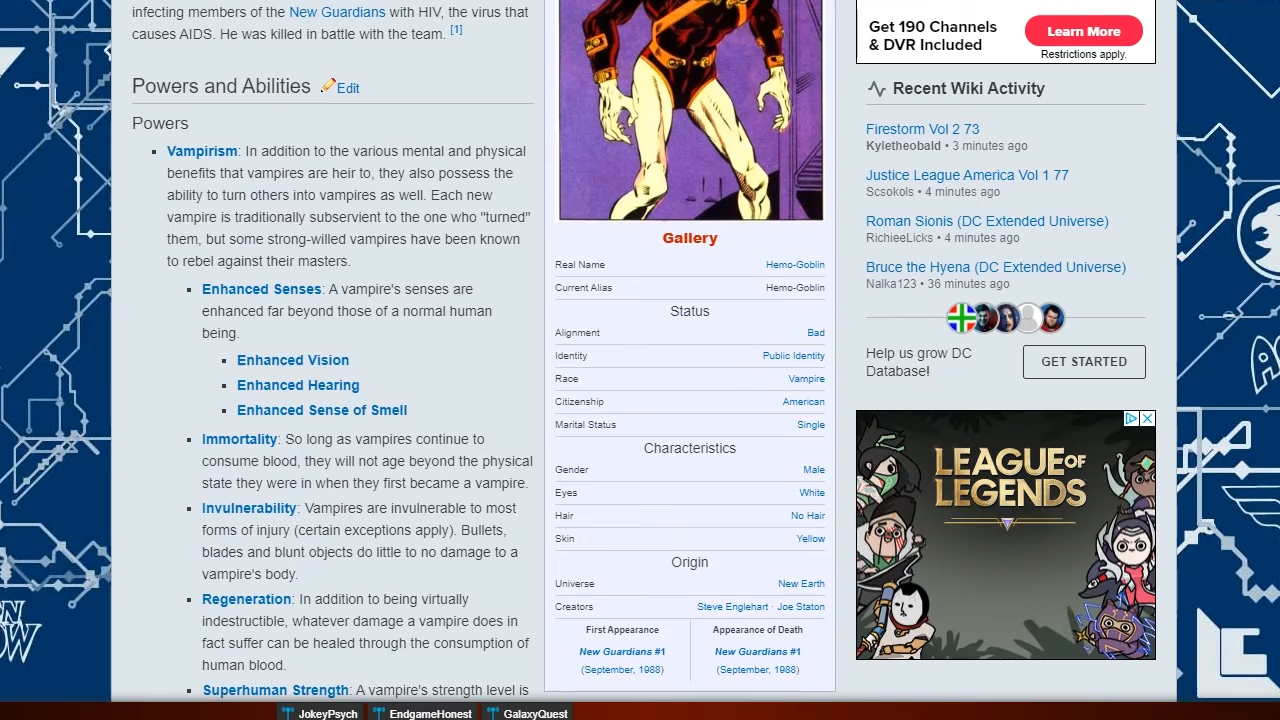 infecting members of the New Guardians with HIV, the virus that
causes AIDS. He was killed in battle with the team. [1]
Powers and Abilities Edit
Powers
Vampirism: In addition to the various mental and physical
benefits that vampires are heir to, they also possess the
ability to turn others into vampires as well. Each new
vampire is traditionally subservient to the one who "turned"
them, but some strong-willed vampires have been known
to rebel against their masters.
Enhanced Senses: A vampire's senses are
enhanced far beyond those of a normal human
being.
Enhanced Vision
Enhanced Hearing
Enhanced Sense of Smell
Immortality: So long as vampires continue to
consume blood, they will not age beyond the physical
state they were in when they first became a vampire.
Invulnerability: Vampires are invulnerable to most
forms of injury (certain exceptions apply). Bullets,
blades and blunt objects do little to no damage to a
vampire's body.
Regeneration: In addition to being virtually
indestructible, whatever damage a vampire does in
fact suffer can be healed through the consumption of
human blood.
Superhuman Strength: A vampire's strength level is
Gallery
Real Name Hemo-Goblin
Current Alias Hemo-Goblin
Status
Alignment Bad
Identity Public Identity
Race Vampire
Citizenship American
Marital Status Single
Characteristics
Gender Male
Eyes White
Hair No Hair
Skin Yellow
Origin
Universe New Earth
Creators Steve Englehart · Joe Staton
First Appearance Appearance of Death
New Guardians #1 New Guardians #1
(September, 1988) (September, 1988)
Get 190 Channels
& DVR Included
Learn More
Restrictions apply.
Recent Wiki Activity
Firestorm Vol 2 73
Kyletheobald • 3 minutes ago
Justice League America Vol 1 77
Scsokols • 4 minutes ago
Roman Sionis (DC Extended Universe)
RichieeLicks • 4 minutes ago
Bruce the Hyena (DC Extended Universe)
Nalka123 • 36 minutes ago
Help us grow DC
Database!
GET STARTED
LEAGUE OF
LEGENDS
JokeyPsych EndgameHonest GalaxyQuest